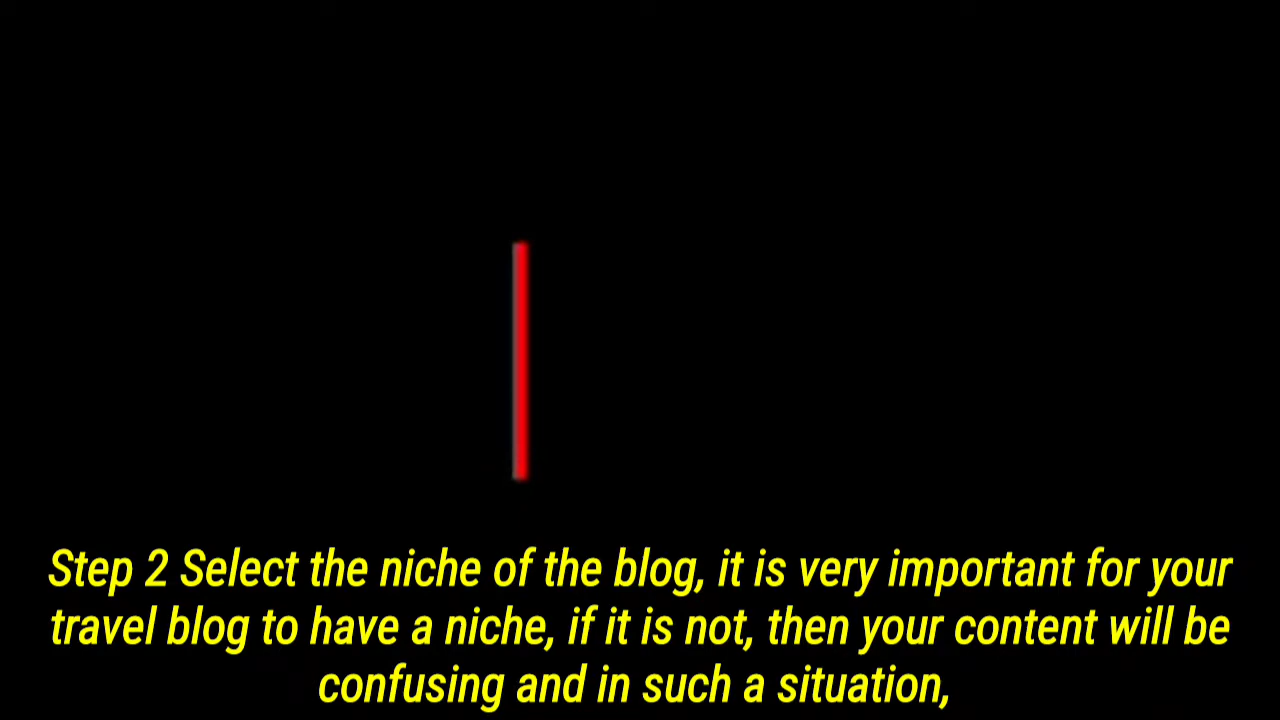 Step 2 Select the niche of the blog, it is very important for your
travel blog to have a niche, if it is not, then your content will be
confusing and in such a situation,